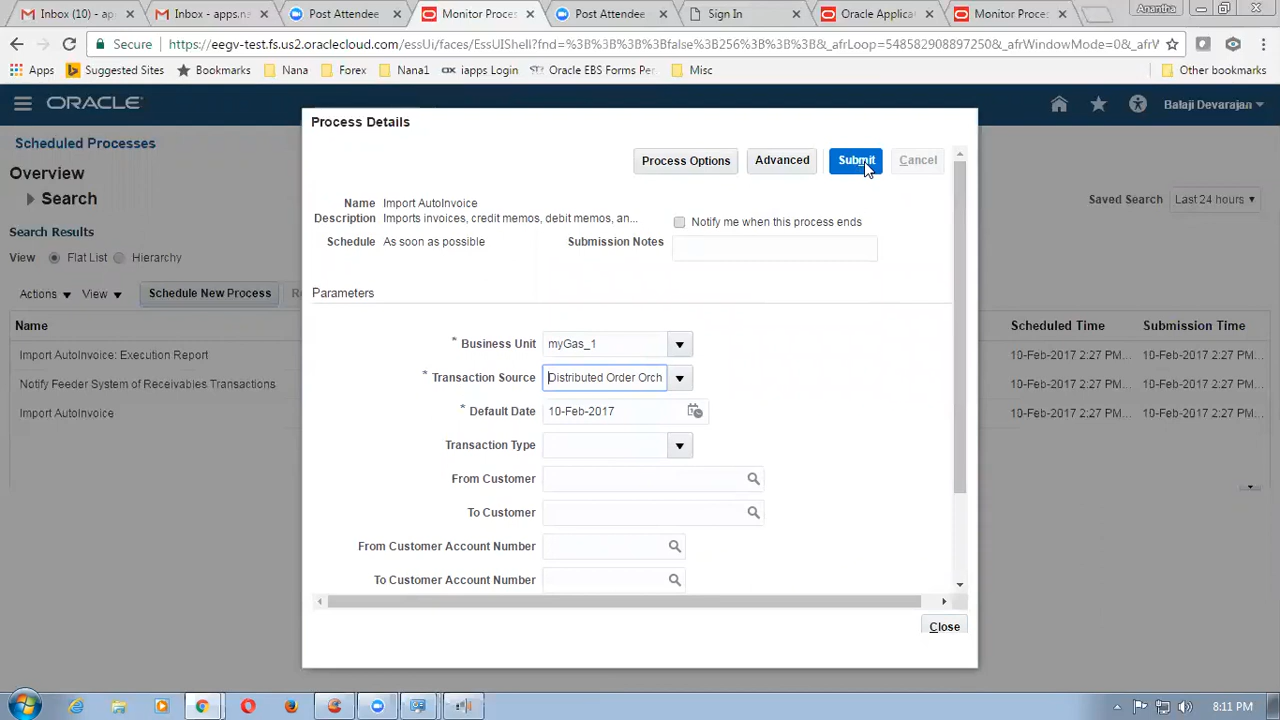 Inbox (14) - apps.na
Inbox - apps.n
Post Attendee
Monitor Proce
Post Attendee
Sign In
Oracle Applica
Monitor Proce
Anantha
Secure
https://eegv-test.fs.us2.oraclecloud.com/essUi/faces/EssUIShell?fnd=%3B%3B%3B%3Bfalse%3B256%3B%3B%3B&_afrLoop=548582908897250&_afrWindowMode=0&_afrW
Apps
Suggested Sites
Bookmarks
Nana
Forex
Nana1
iapps Login
Oracle EBS Forms Per
Misc
Other bookmarks
ORACLE
Balaji Devarajan
Scheduled Processes
Overview
Search
Saved Search
Last 24 hours
Search Results
View
Flat List
Hierarchy
Actions
View
Schedule New Process
Name
Scheduled Time
Submission Time
Import AutoInvoice: Execution Report
10-Feb-2017 2:27 PM...
10-Feb-2017 2:27 PM...
Notify Feeder System of Receivables Transactions
10-Feb-2017 2:27 PM...
10-Feb-2017 2:27 PM...
Import AutoInvoice
10-Feb-2017 2:27 PM...
10-Feb-2017 2:27 PM...
Process Details
Process Options
Advanced
Submit
Cancel
Name Import AutoInvoice
Description Imports invoices, credit memos, debit memos, an...
Notify me when this process ends
Schedule As soon as possible
Submission Notes
Parameters
* Business Unit myGas_1
* Transaction Source Distributed Order Orch
* Default Date 10-Feb-2017
Transaction Type
From Customer
To Customer
From Customer Account Number
To Customer Account Number
Close
8:11 PM